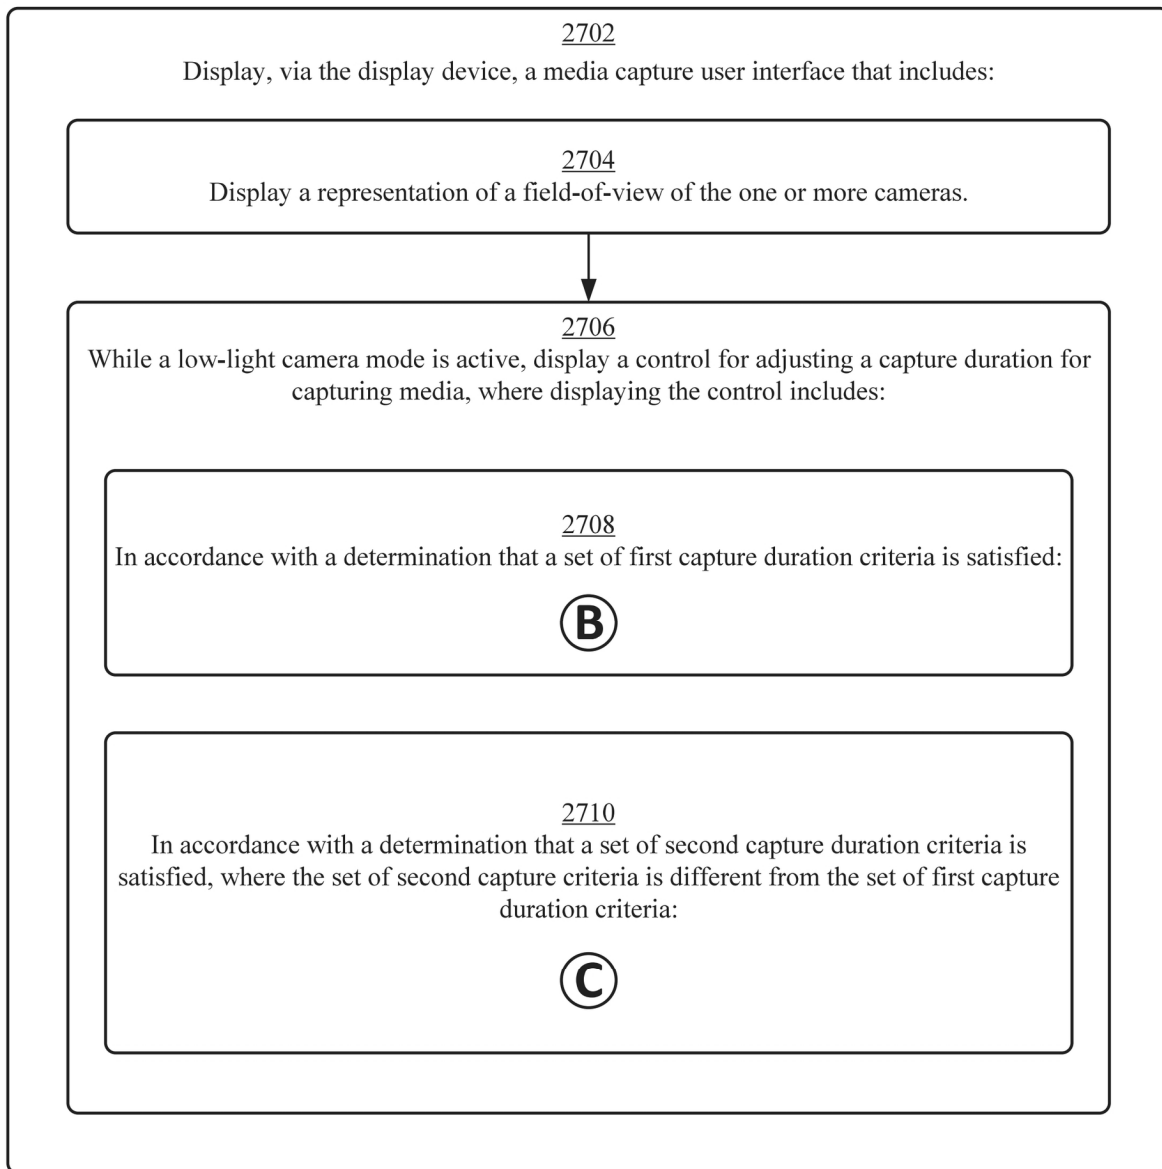 2702
Display, via the display device, a media capture user interface that includes:
2704
Display a representation of a field-of-view of the one or more cameras.
2706
While a low-light camera mode is active, display a control for adjusting a capture duration for
capturing media, where displaying the control includes:
2708
In accordance with a determination that a set of first capture duration criteria is satisfied:
B
2710
In accordance with a determination that a set of second capture duration criteria is
satisfied, where the set of second capture criteria is different from the set of first capture
duration criteria:
C